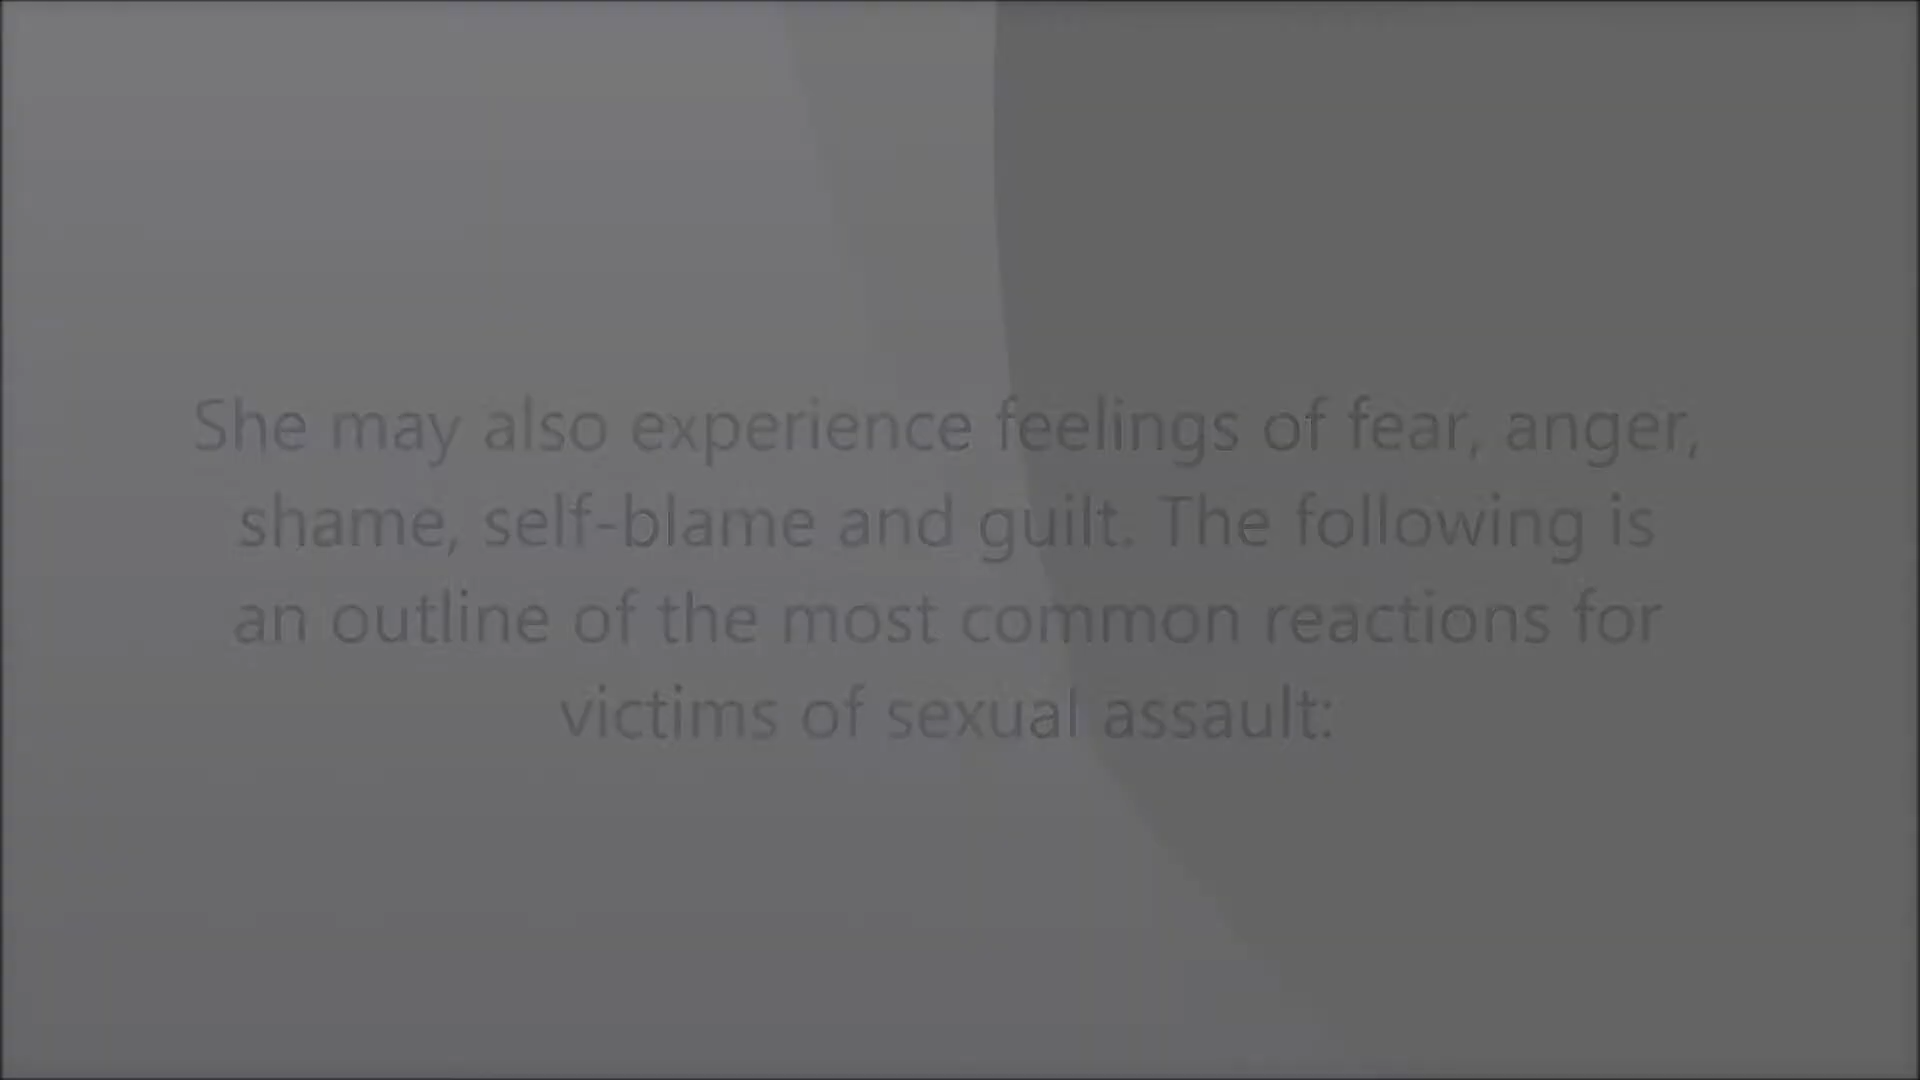 She may also experience feelings of fear, anger,
shame, self-blame and guilt. The following is
an outline of the most common reactions for
victims of sexual assault: